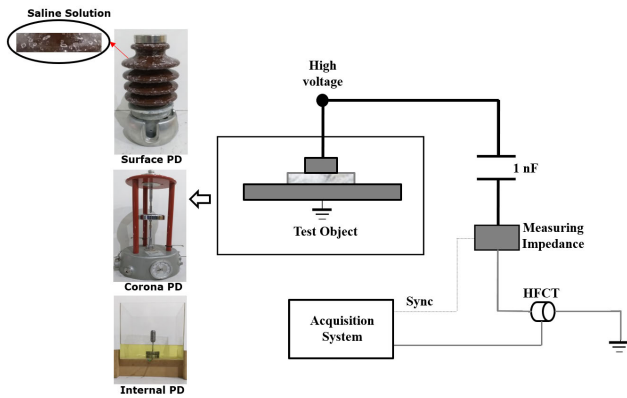 Saline Solution
Surface PD
Corona PD
Internal PD
High
voltage
Test Object
1 nF
Measuring
Impedance
HFCT
Sync
Acquisition
System